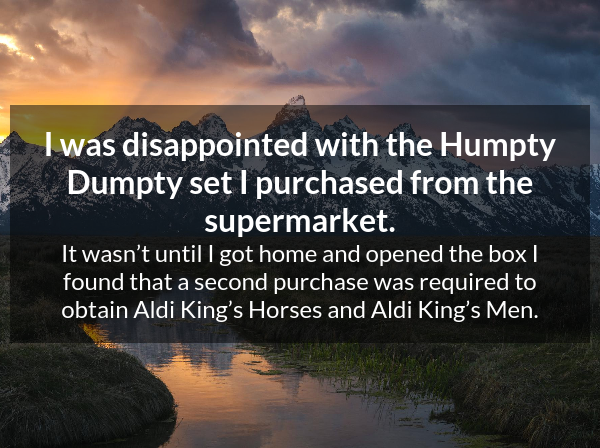 I was disappointed with the Humpty
Dumpty set I purchased from the
supermarket.
It wasn’t until I got home and opened the box I
found that a second purchase was required to
obtain Aldi King’s Horses and Aldi King’s Men.